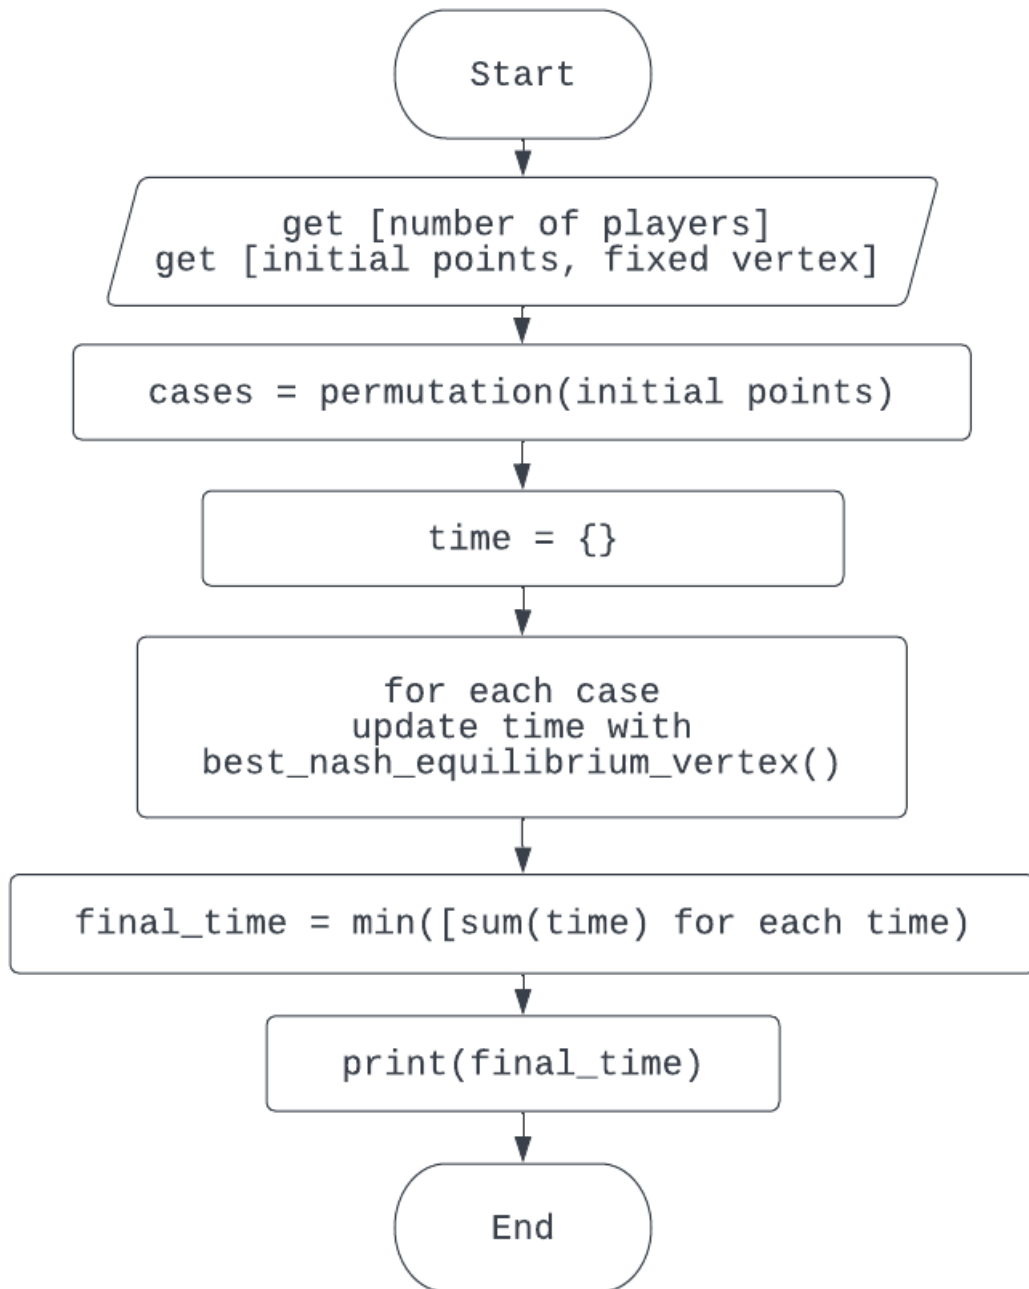 Start
get [number of players]
get [initial points, fixed vertex]
cases = permutation(initial points)
time = {}
for each case
update time with
best_nash_equilibrium_vertex()
final_time = min([sum(time) for each time)
print(final_time)
End